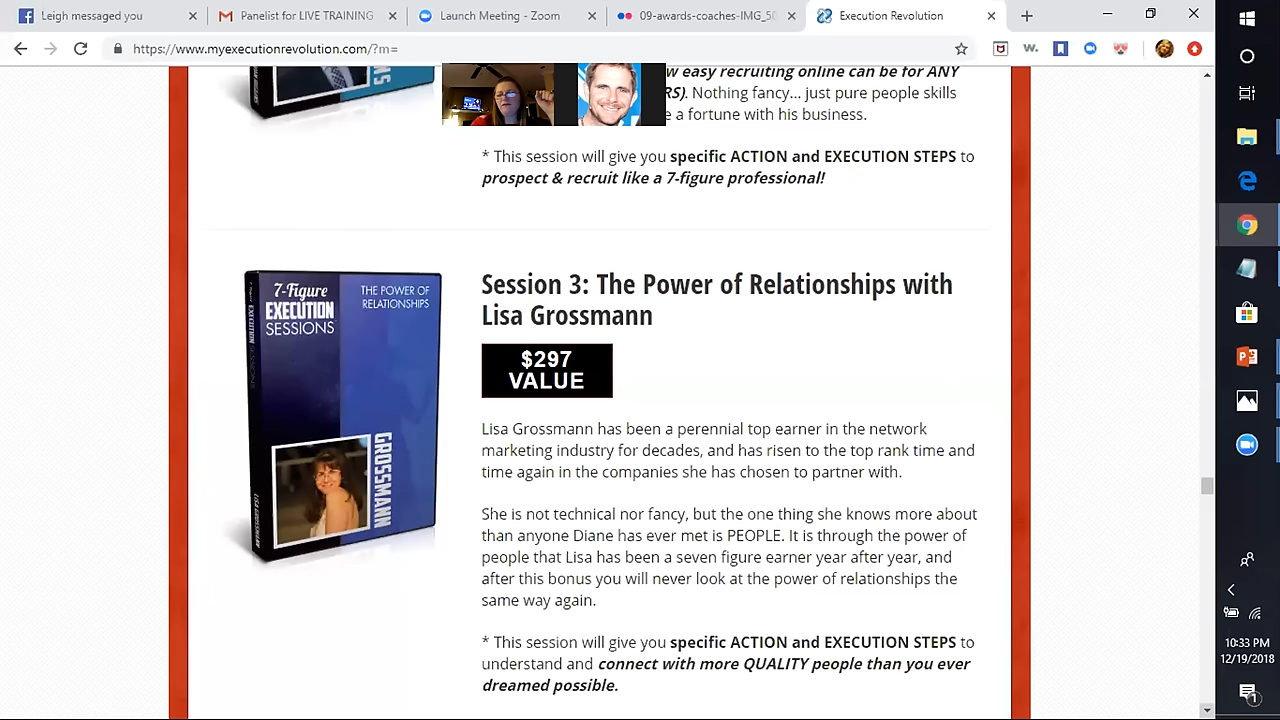 Leigh messaged you
Panelist for LIVE TRAINING
Launch Meeting - Zoom
09-awards-coaches-IMG_50
Execution Revolution
https://www.myexecutionrevolution.com/?m=
w easy recruiting online can be for ANY
RS). Nothing fancy... just pure people skills
e a fortune with his business.
* This session will give you specific ACTION and EXECUTION STEPS to
prospect & recruit like a 7-figure professional!
7-Figure
EXECUTION
SESSIONS
THE POWER OF
RELATIONSHIPS
GROSSMANN
LISA GROSSMANN
Session 3: The Power of Relationships with
Lisa Grossmann
$297
VALUE
Lisa Grossmann has been a perennial top earner in the network
marketing industry for decades, and has risen to the top rank time and
time again in the companies she has chosen to partner with.
She is not technical nor fancy, but the one thing she knows more about
than anyone Diane has ever met is PEOPLE. It is through the power of
people that Lisa has been a seven figure earner year after year, and
after this bonus you will never look at the power of relationships the
same way again.
* This session will give you specific ACTION and EXECUTION STEPS to
understand and connect with more QUALITY people than you ever
dreamed possible.
10:33 PM
12/19/2018
1